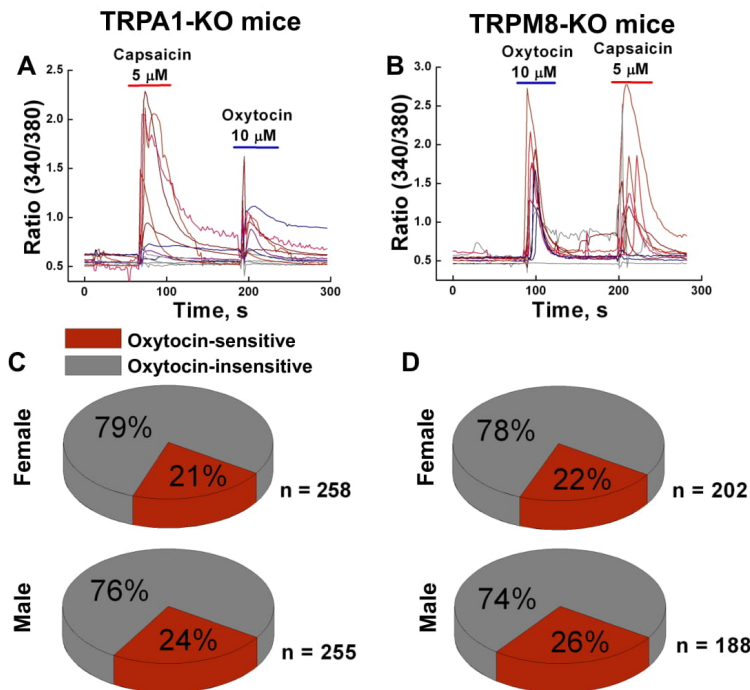 TRPA1-KO mice
TRPM8-KO mice
A
Capsaicin
5 μM
Oxytocin
10 μM
Ratio (340/380)
2.5
2.0
1.5
1.0
0.5
0
100
200
300
Time, s
B
Oxytocin
10 μM
Capsaicin
5 μM
Ratio (340/380)
3.0
2.5
2.0
1.5
1.0
0.5
0
100
200
300
Time, s
Oxytocin-sensitive
Oxytocin-insensitive
C
Female
79%
21%
n = 258
Male
76%
24%
n = 255
D
Female
78%
22%
n = 202
Male
74%
26%
n = 188